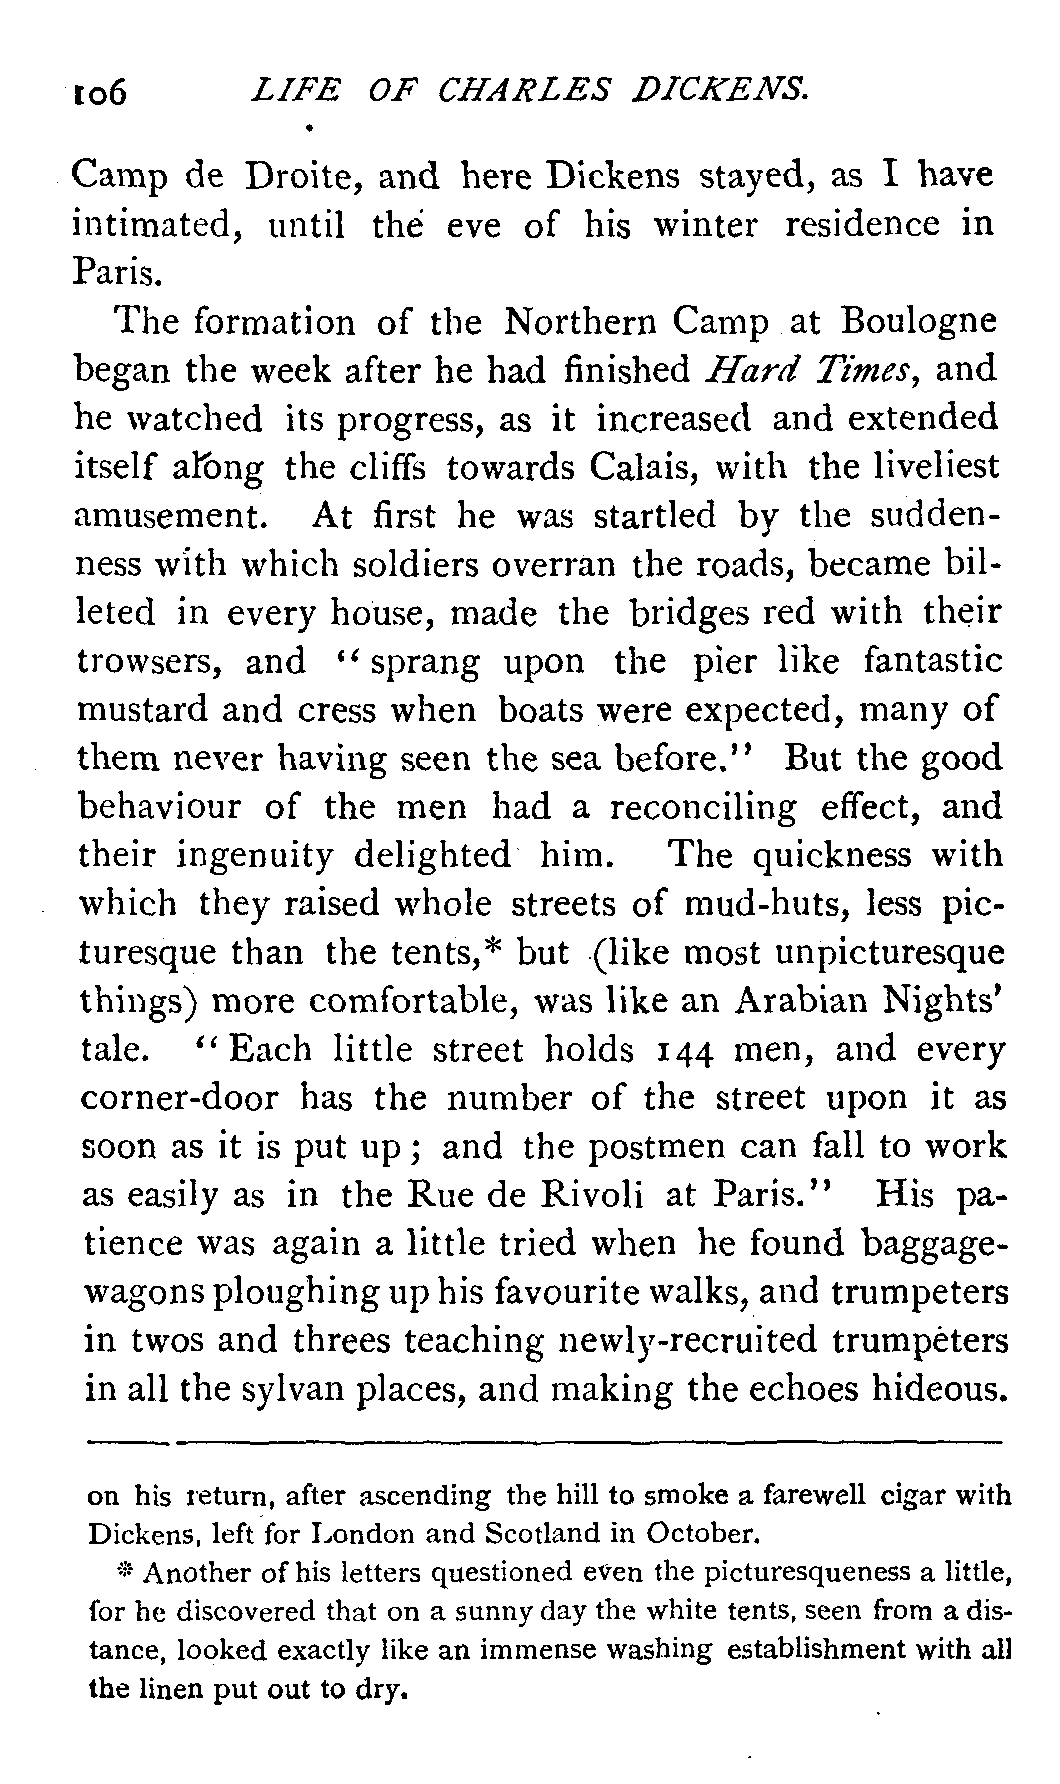 106 LIFE OF CHARLES DICKENS.
Camp de Droite, and here Dickens stayed, as I have
intimated, until the eve of his winter residence in
Paris.
The formation of the Northern Camp at Boulogne
began the week after he had finished Hard Times, and
he watched its progress, as it increased and extended
itself along the cliffs towards Calais, with the liveliest
amusement. At first he was startled by the sudden-
ness with which soldiers overran the roads, became bil-
leted in every house, made the bridges red with their
trowsers, and “sprang upon the pier like fantastic
mustard and cress when boats were expected, many of
them never having seen the sea before.” But the good
behaviour of the men had a reconciling effect, and
their ingenuity delighted him. The quickness with
which they raised whole streets of mud-huts, less pic-
turesque than the tents,* but (like most unpicturesque
things) more comfortable, was like an Arabian Nights’
tale. “Each little street holds 144 men, and every
corner-door has the number of the street upon it as
soon as it is put up; and the postmen can fall to work
as easily as in the Rue de Rivoli at Paris.” His pa-
tience was again a little tried when he found baggage-
wagons ploughing up his favourite walks, and trumpeters
in twos and threes teaching newly-recruited trumpeters
in all the sylvan places, and making the echoes hideous.
on his return, after ascending the hill to smoke a farewell cigar with
Dickens, left for London and Scotland in October.
* Another of his letters questioned even the picturesqueness a little,
for he discovered that on a sunny day the white tents, seen from a dis-
tance, looked exactly like an immense washing establishment with all
the linen put out to dry.